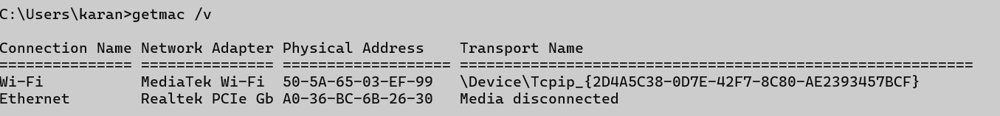 C:\Users\karan>getmac /v
Connection Name Network Adapter Physical Address    Transport Name
=============== =============== =================== ==========================================================
Wi-Fi           MediaTek Wi-Fi  50-5A-65-03-EF-99   \Device\Tcpip_{2D4A5C38-0D7E-42F7-8C80-AE2393457BCF}
Ethernet        Realtek PCIe Gb A0-36-BC-6B-26-30   Media disconnected